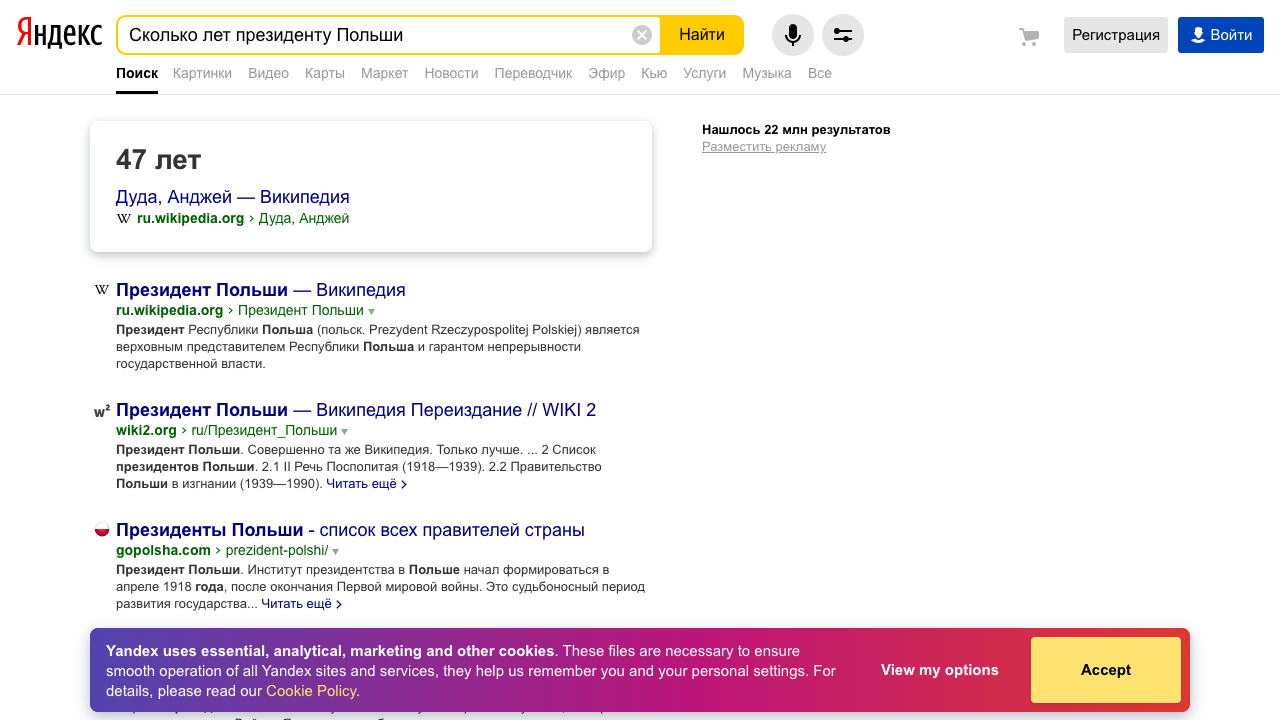 Яндекс
Сколько лет президенту Польши
Найти
Регистрация
Войти
Поиск Картинки Видео Карты Маркет Новости Переводчик Эфир Кью Услуги Музыка Все
47 лет
Дуда, Анджей — Википедия
W ru.wikipedia.org › Дуда, Анджей
Нашлось 22 млн результатов
Разместить рекламу
W Президент Польши — Википедия
ru.wikipedia.org › Президент Польши
Президент Республики Польша (польск. Prezydent Rzeczypospolitej Polskiej) является
верховным представителем Республики Польша и гарантом непрерывности
государственной власти.
w² Президент Польши — Википедия Переиздание // WIKI 2
wiki2.org › ru/Президент_Польши
Президент Польши. Совершенно та же Википедия. Только лучше. ... 2 Список
президентов Польши. 2.1 II Речь Посполитая (1918—1939). 2.2 Правительство
Польши в изгнании (1939—1990). Читать ещё ›
Президенты Польши - список всех правителей страны
gopolsha.com › prezident-polshi/
Президент Польши. Институт президентства в Польше начал формироваться в
апреле 1918 года, после окончания Первой мировой войны. Это судьбоносный период
развития государства... Читать ещё ›
Yandex uses essential, analytical, marketing and other cookies. These files are necessary to ensure
smooth operation of all Yandex sites and services, they help us remember you and your personal settings. For
details, please read our Cookie Policy.
View my options
Accept